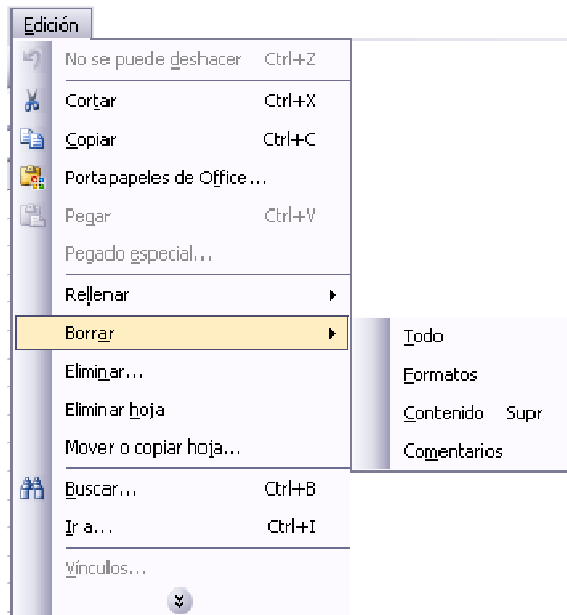 Edición
No se puede deshacer Ctrl+Z
Cortar Ctrl+X
Copiar Ctrl+C
Portapapeles de Office...
Pegar Ctrl+V
Pegado especial...
Rellenar
Borrar
Todo
Eliminar...
Formatos
Eliminar hoja
Contenido Supr
Mover o copiar hoja...
Comentarios
Buscar... Ctrl+B
Ir a... Ctrl+I
Vínculos...